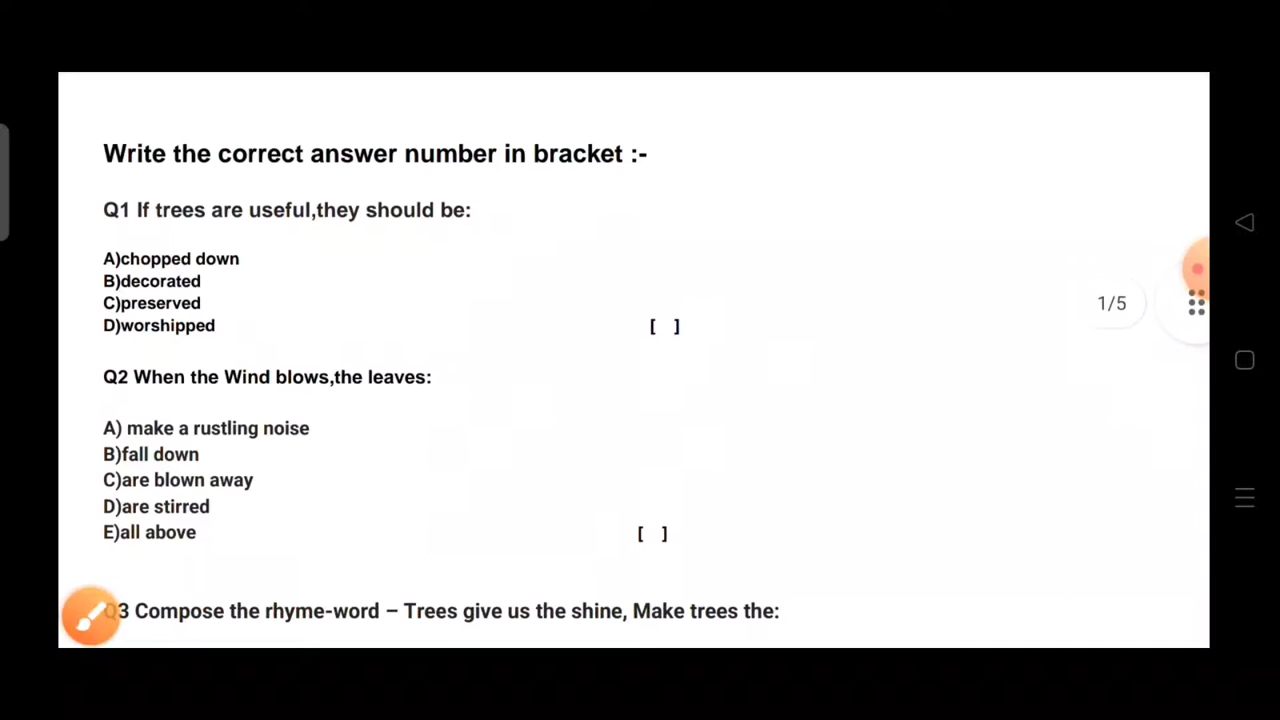 Write the correct answer number in bracket :-
Q1 If trees are useful,they should be:
A)chopped down
B)decorated
C)preserved
D)worshipped [ ]
1/5
Q2 When the Wind blows,the leaves:
A) make a rustling noise
B)fall down
C)are blown away
D)are stirred
E)all above [ ]
Q3 Compose the rhyme-word – Trees give us the shine, Make trees the: